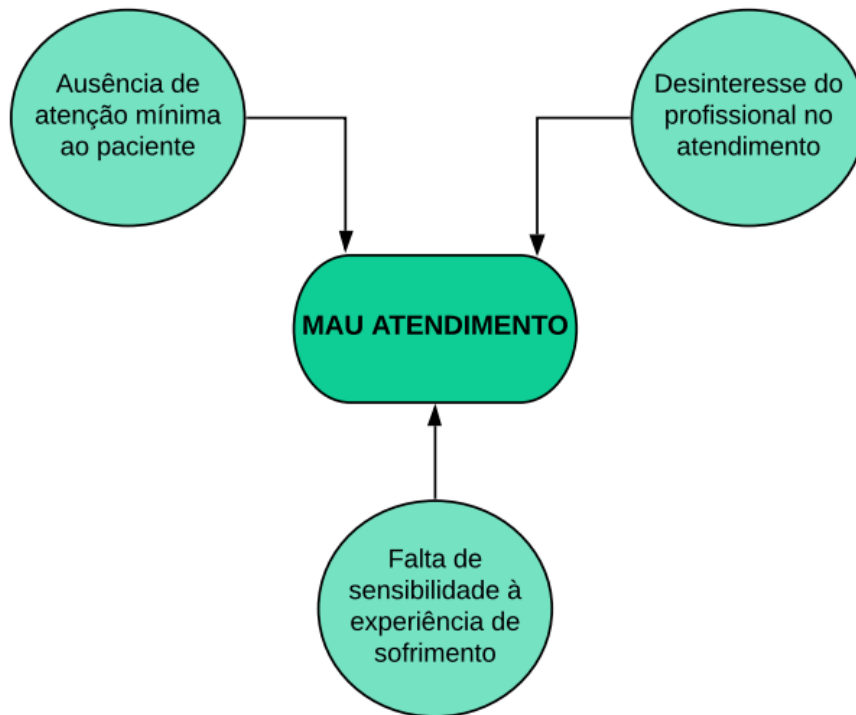 Ausência de
atenção mínima
ao paciente
Desinteresse do
profissional no
atendimento
MAU ATENDIMENTO
Falta de
sensibilidade à
experiência de
sofrimento